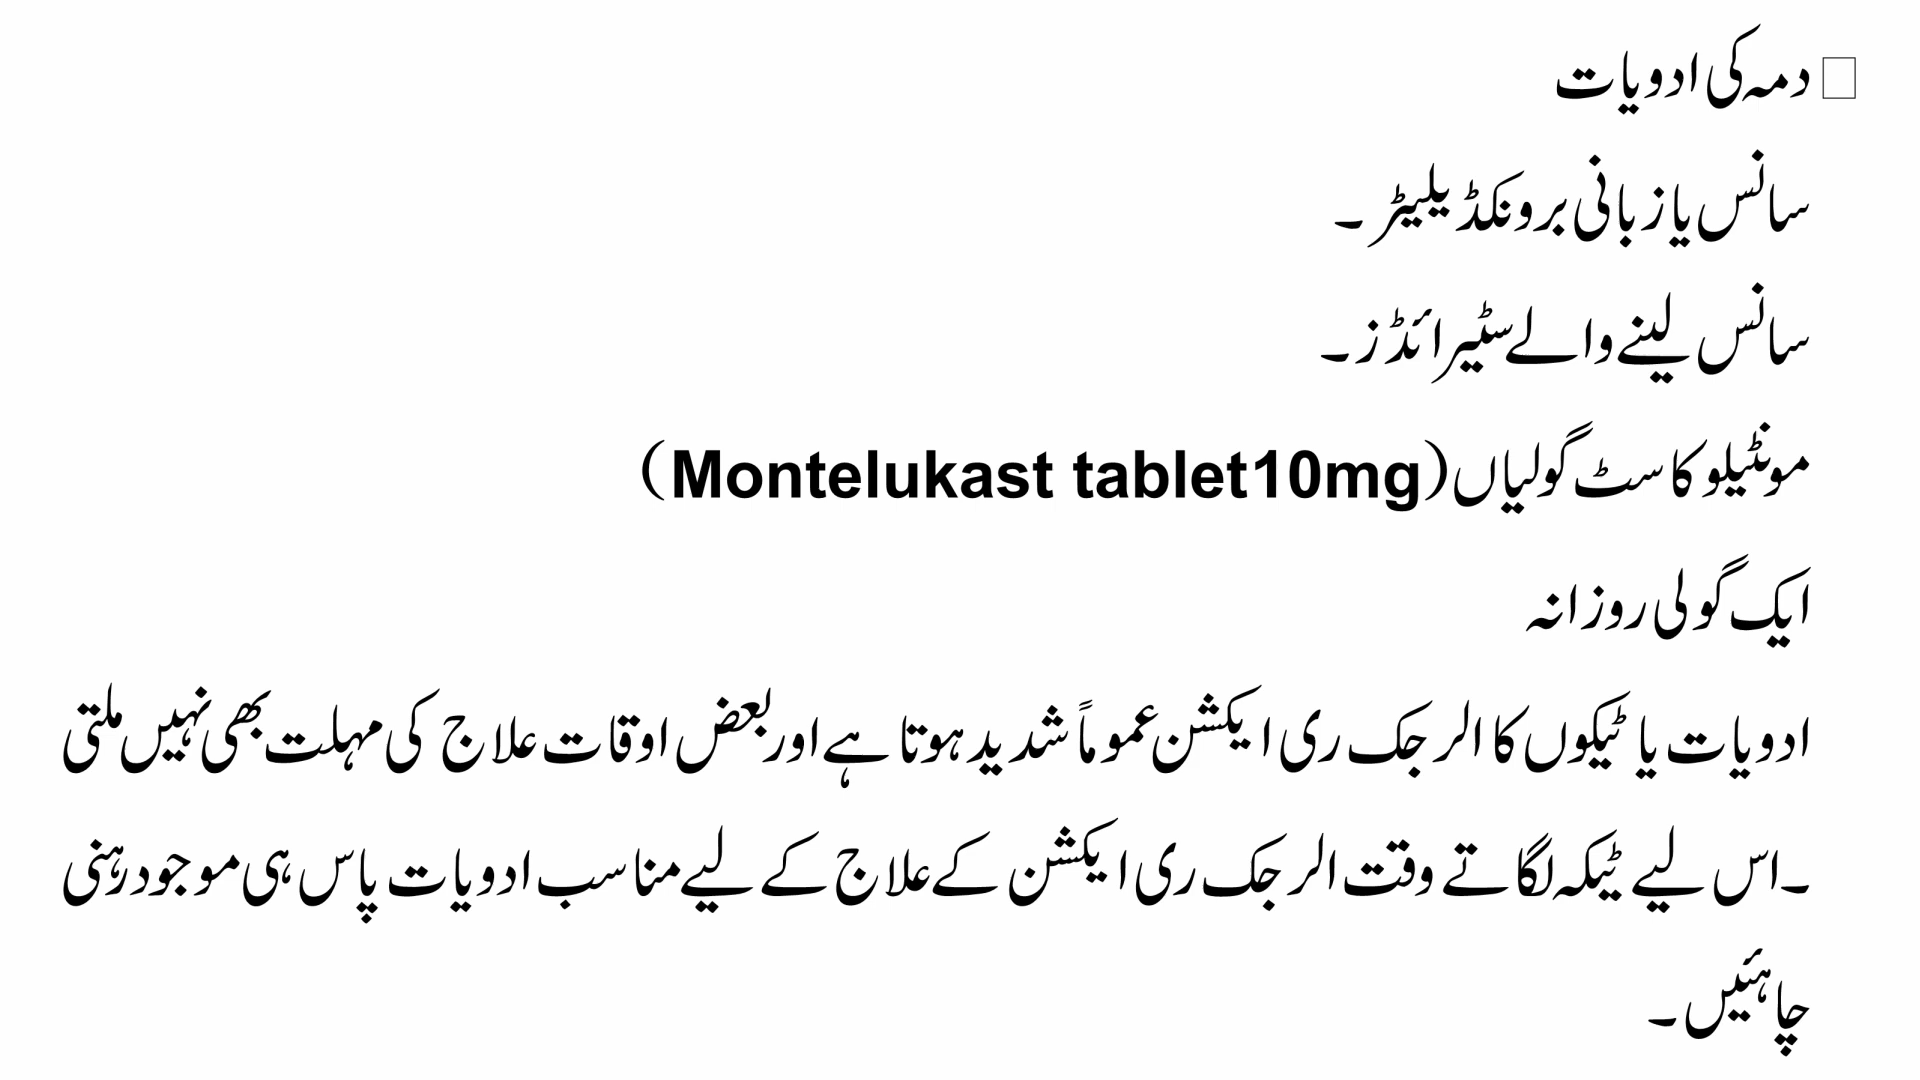 دمہ کی ادویات
سانس یا زبانی برونکڈیلیٹر ۔
سانس لینے والے سٹیرائڈز۔
مونٹیلو کاسٹ گولیاں (Montelukast tablet10mg)
ایک گولی روزانہ
ادویات یا ٹیکوں کا الرجک ری ایکشن عموماً شدید ہوتا ہے اور بعض اوقات علاج کی مہلت بھی نہیں ملتی
۔اس لیے ٹیکہ لگاتے وقت الرجک ری ایکشن کے علاج کے لیے مناسب ادویات پاس ہی موجود رہنی
چاہئیں۔